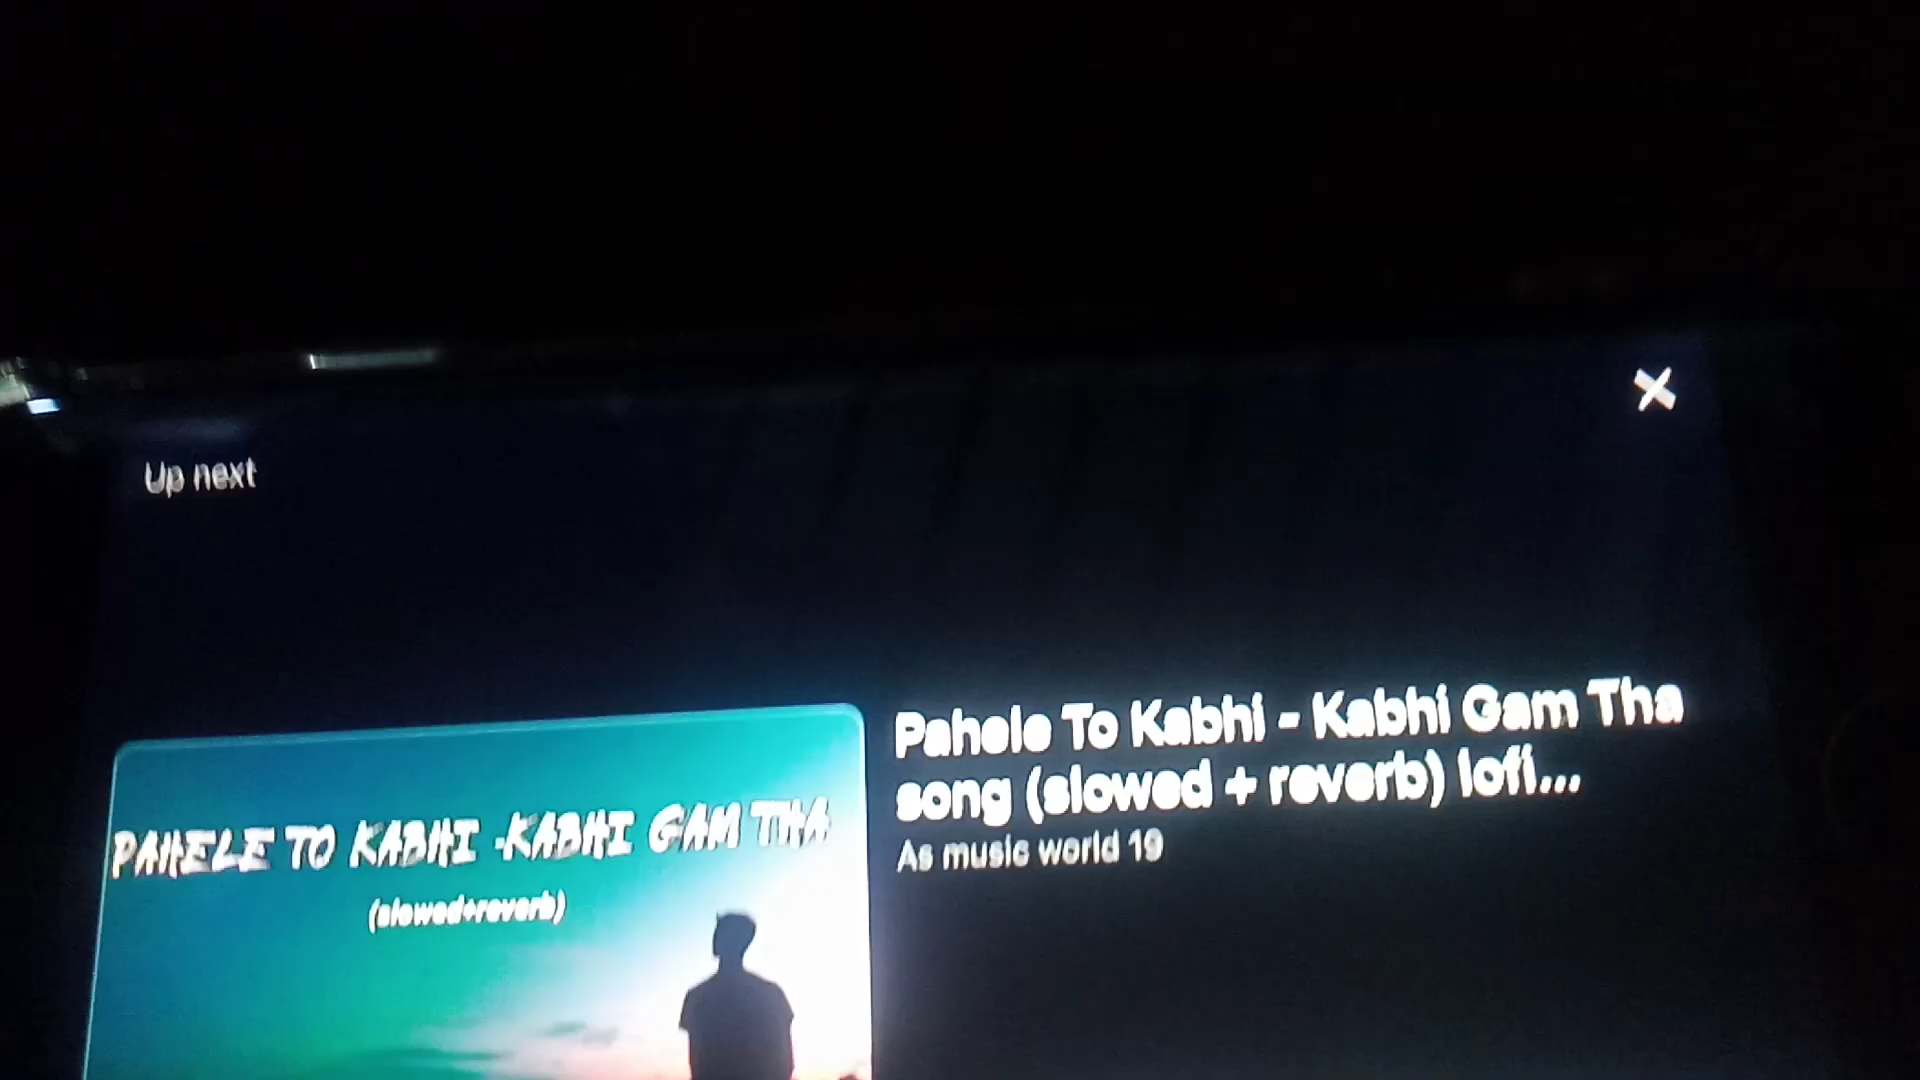 Up next
PAHELE TO KABHI -KABHI GAM THA
(slowed+reverb)
Pahele To Kabhi - Kabhi Gam Tha
song (slowed + reverb) lofi...
As music world 19